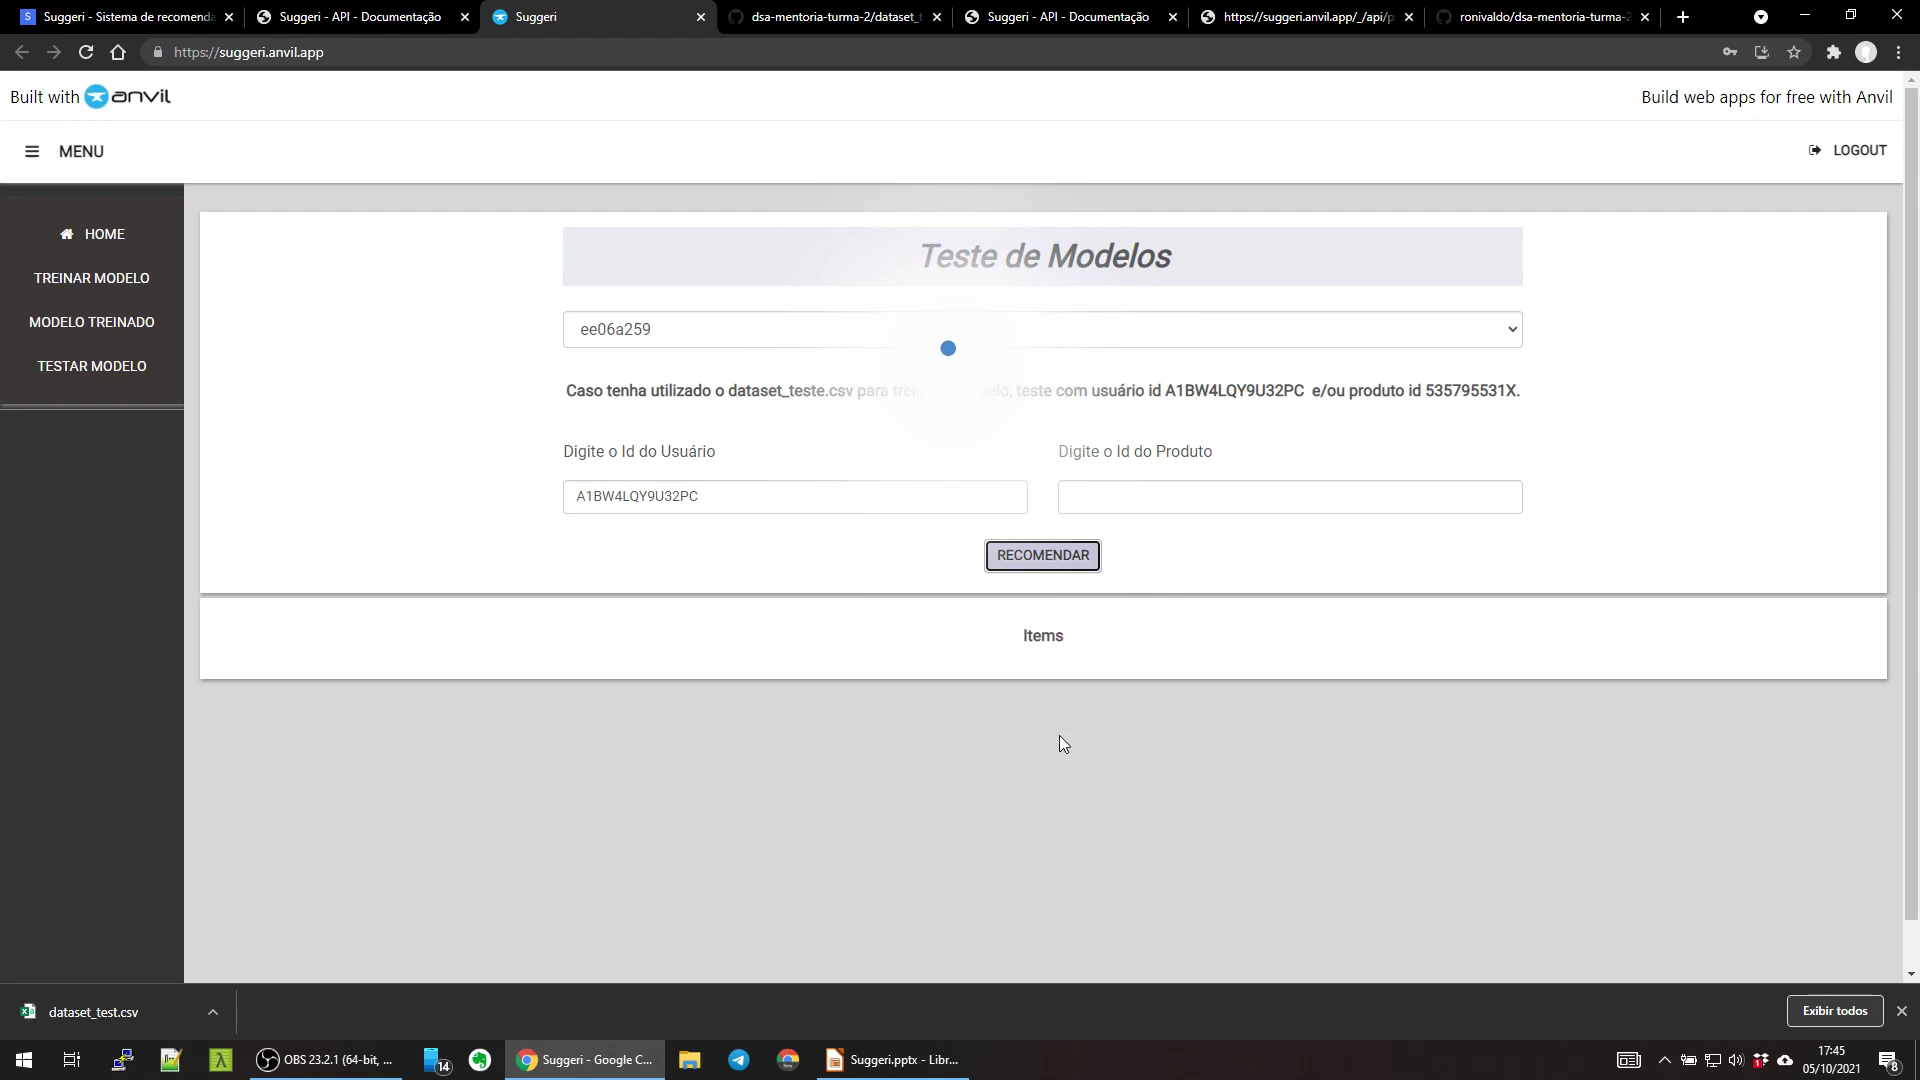 Suggeri - Sistema de recomenda
Suggeri - API - Documentação
Suggeri
dsa-mentoria-turma-2/dataset_t
Suggeri - API - Documentação
https://suggeri.anvil.app/_/api/p
ronivaldo/dsa-mentoria-turma-2
https://suggeri.anvil.app
Built with anvil
Build web apps for free with Anvil
MENU
LOGOUT
HOME
TREINAR MODELO
MODELO TREINADO
TESTAR MODELO
Teste de Modelos
ee06a259
Caso tenha utilizado o dataset_teste.csv para trein elo, teste com usuário id A1BW4LQY9U32PC e/ou produto id 535795531X.
Digite o Id do Usuário
Digite o Id do Produto
A1BW4LQY9U32PC
RECOMENDAR
Items
dataset_test.csv
Exibir todos
OBS 23.2.1 (64-bit, ...
14
Suggeri - Google C...
Suggeri.pptx - Libr...
17:45
05/10/2021
8